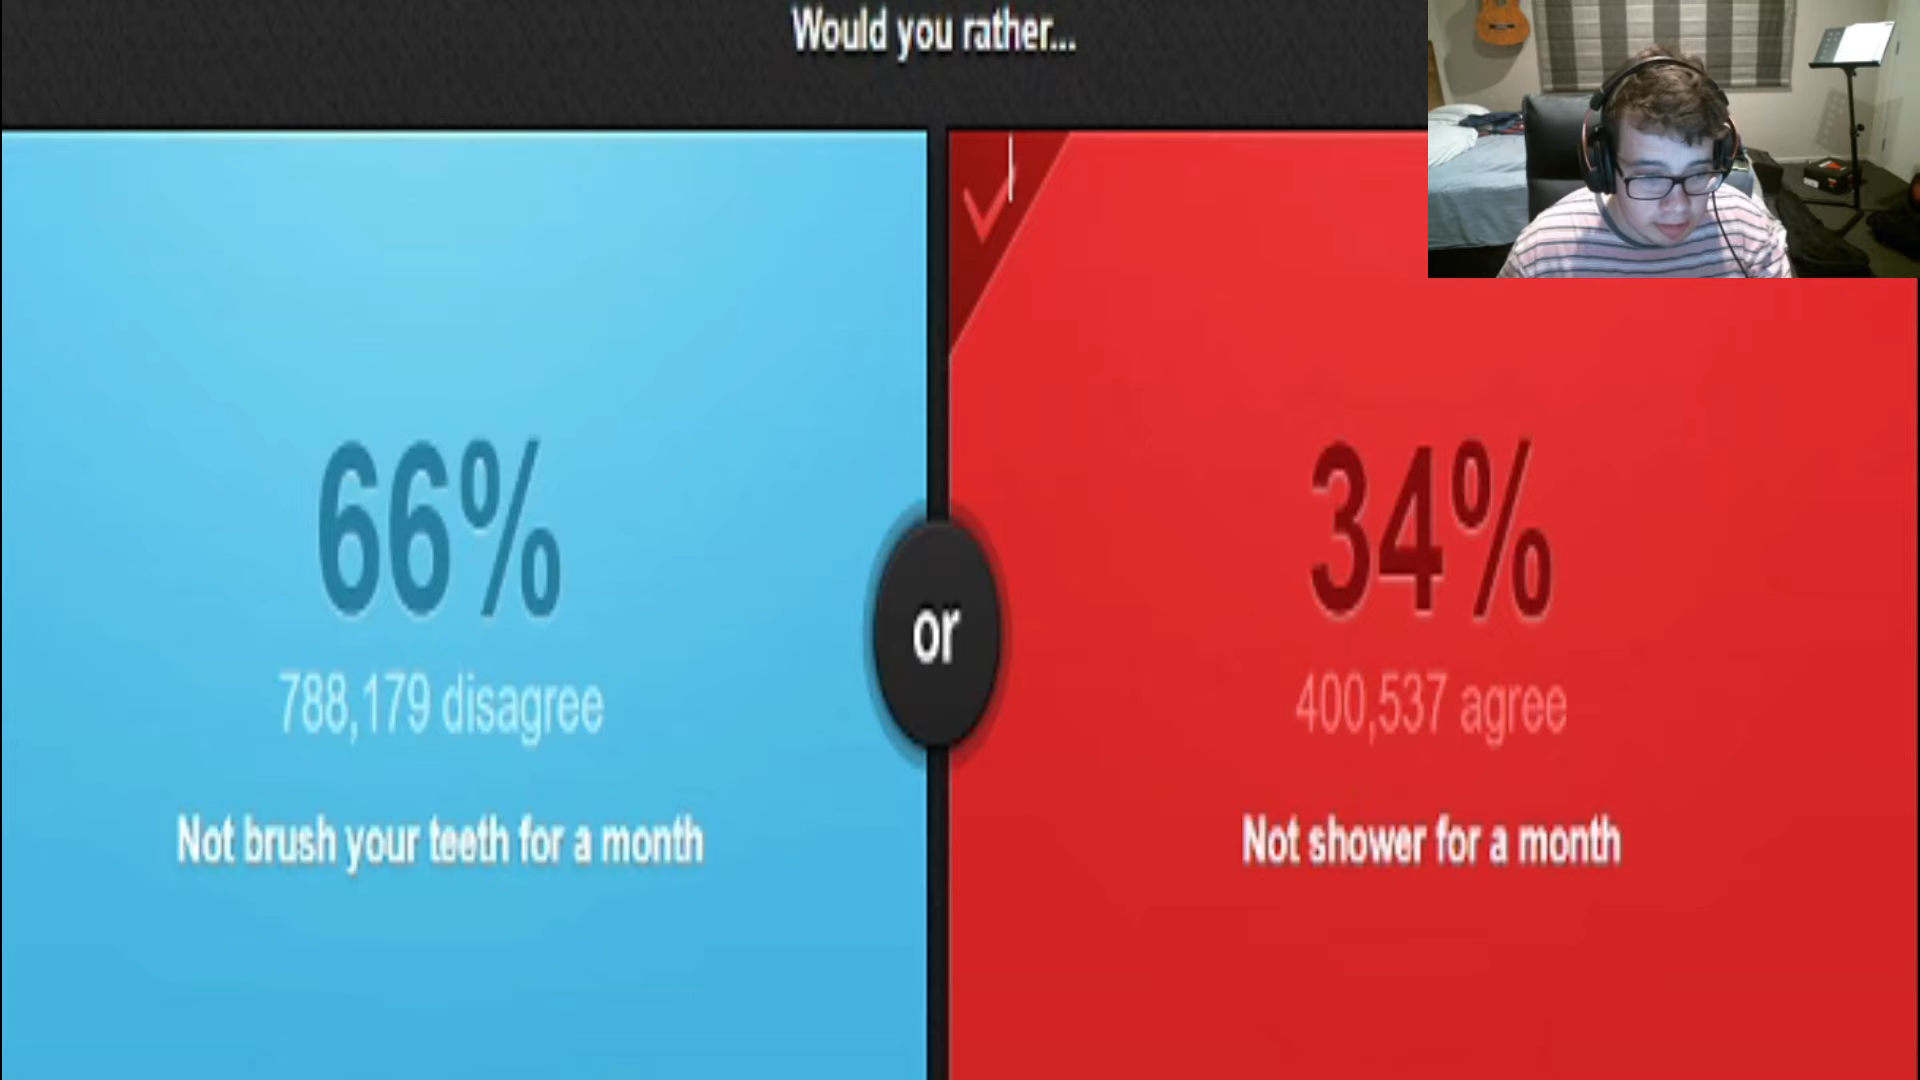 Would you rather...
66%
788,179 disagree
Not brush your teeth for a month
or
34%
400,537 agree
Not shower for a month